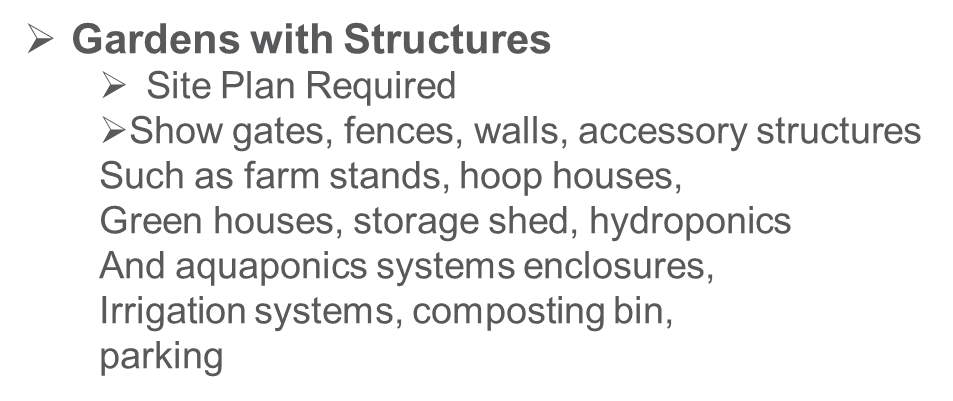 ➢ Gardens with Structures
➢ Site Plan Required
➢Show gates, fences, walls, accessory structures
Such as farm stands, hoop houses,
Green houses, storage shed, hydroponics
And aquaponics systems enclosures,
Irrigation systems, composting bin,
parking